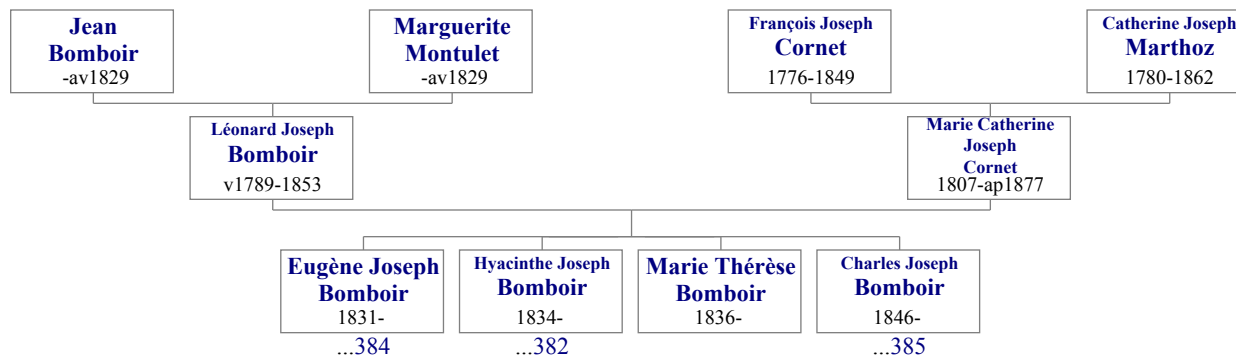 Jean
Bomboir
-av1829
Marguerite
Montulet
-av1829
François Joseph
Cornet
1776-1849
Catherine Joseph
Marthoz
1780-1862
Léonard Joseph
Bomboir
v1789-1853
Marie Catherine
Joseph
Cornet
1807-ap1877
Eugène Joseph
Bomboir
1831-
...384
Hyacinthe Joseph
Bomboir
1834-
...382
Marie Thérèse
Bomboir
1836-
Charles Joseph
Bomboir
1846-
...385